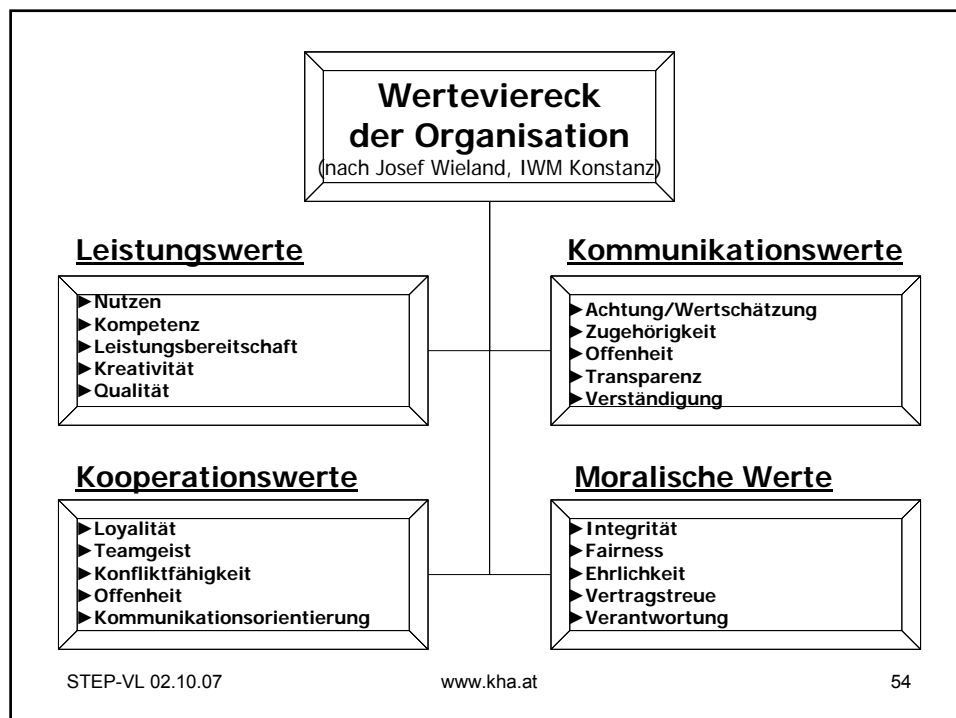 Werteviereck
der Organisation
(nach Josef Wieland, IWM Konstanz)
Leistungswerte
►Nutzen
►Kompetenz
►Leistungsbereitschaft
►Kreativität
►Qualität
Kommunikationswerte
►Achtung/Wertschätzung
►Zugehörigkeit
►Offenheit
►Transparenz
►Verständigung
Kooperationswerte
►Loyalität
►Teamgeist
►Konfliktfähigkeit
►Offenheit
►Kommunikationsorientierung
Moralische Werte
►Integrität
►Fairness
►Ehrlichkeit
►Vertragstreue
►Verantwortung
STEP-VL 02.10.07 www.kha.at 54